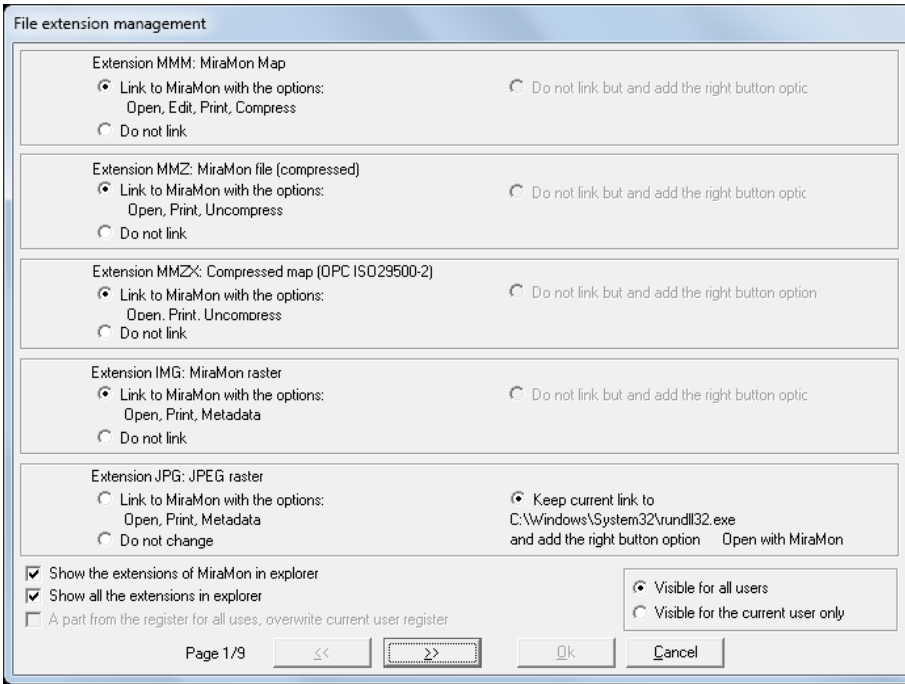 File extension management
Extension MMM: MiraMon Map
Link to MiraMon with the options:
Open, Edit, Print, Compress
Do not link
Do not link but and add the right button optic
Extension MMZ: MiraMon file (compressed)
Link to MiraMon with the options:
Open, Print, Uncompress
Do not link
Do not link but and add the right button optic
Extension MMZX: Compressed map (OPC ISO29500-2)
Link to MiraMon with the options:
Open, Print, Uncompress
Do not link
Do not link but and add the right button option
Extension IMG: MiraMon raster
Link to MiraMon with the options:
Open, Print, Metadata
Do not link
Do not link but and add the right button optic
Extension JPG: JPEG raster
Link to MiraMon with the options:
Open, Print, Metadata
Do not change
Keep current link to
C:\Windows\System32\rundll32.exe
and add the right button option Open with MiraMon
Show the extensions of MiraMon in explorer
Show all the extensions in explorer
A part from the register for all uses, overwrite current user register
Visible for all users
Visible for the current user only
Page 1/9 << >> Ok Cancel